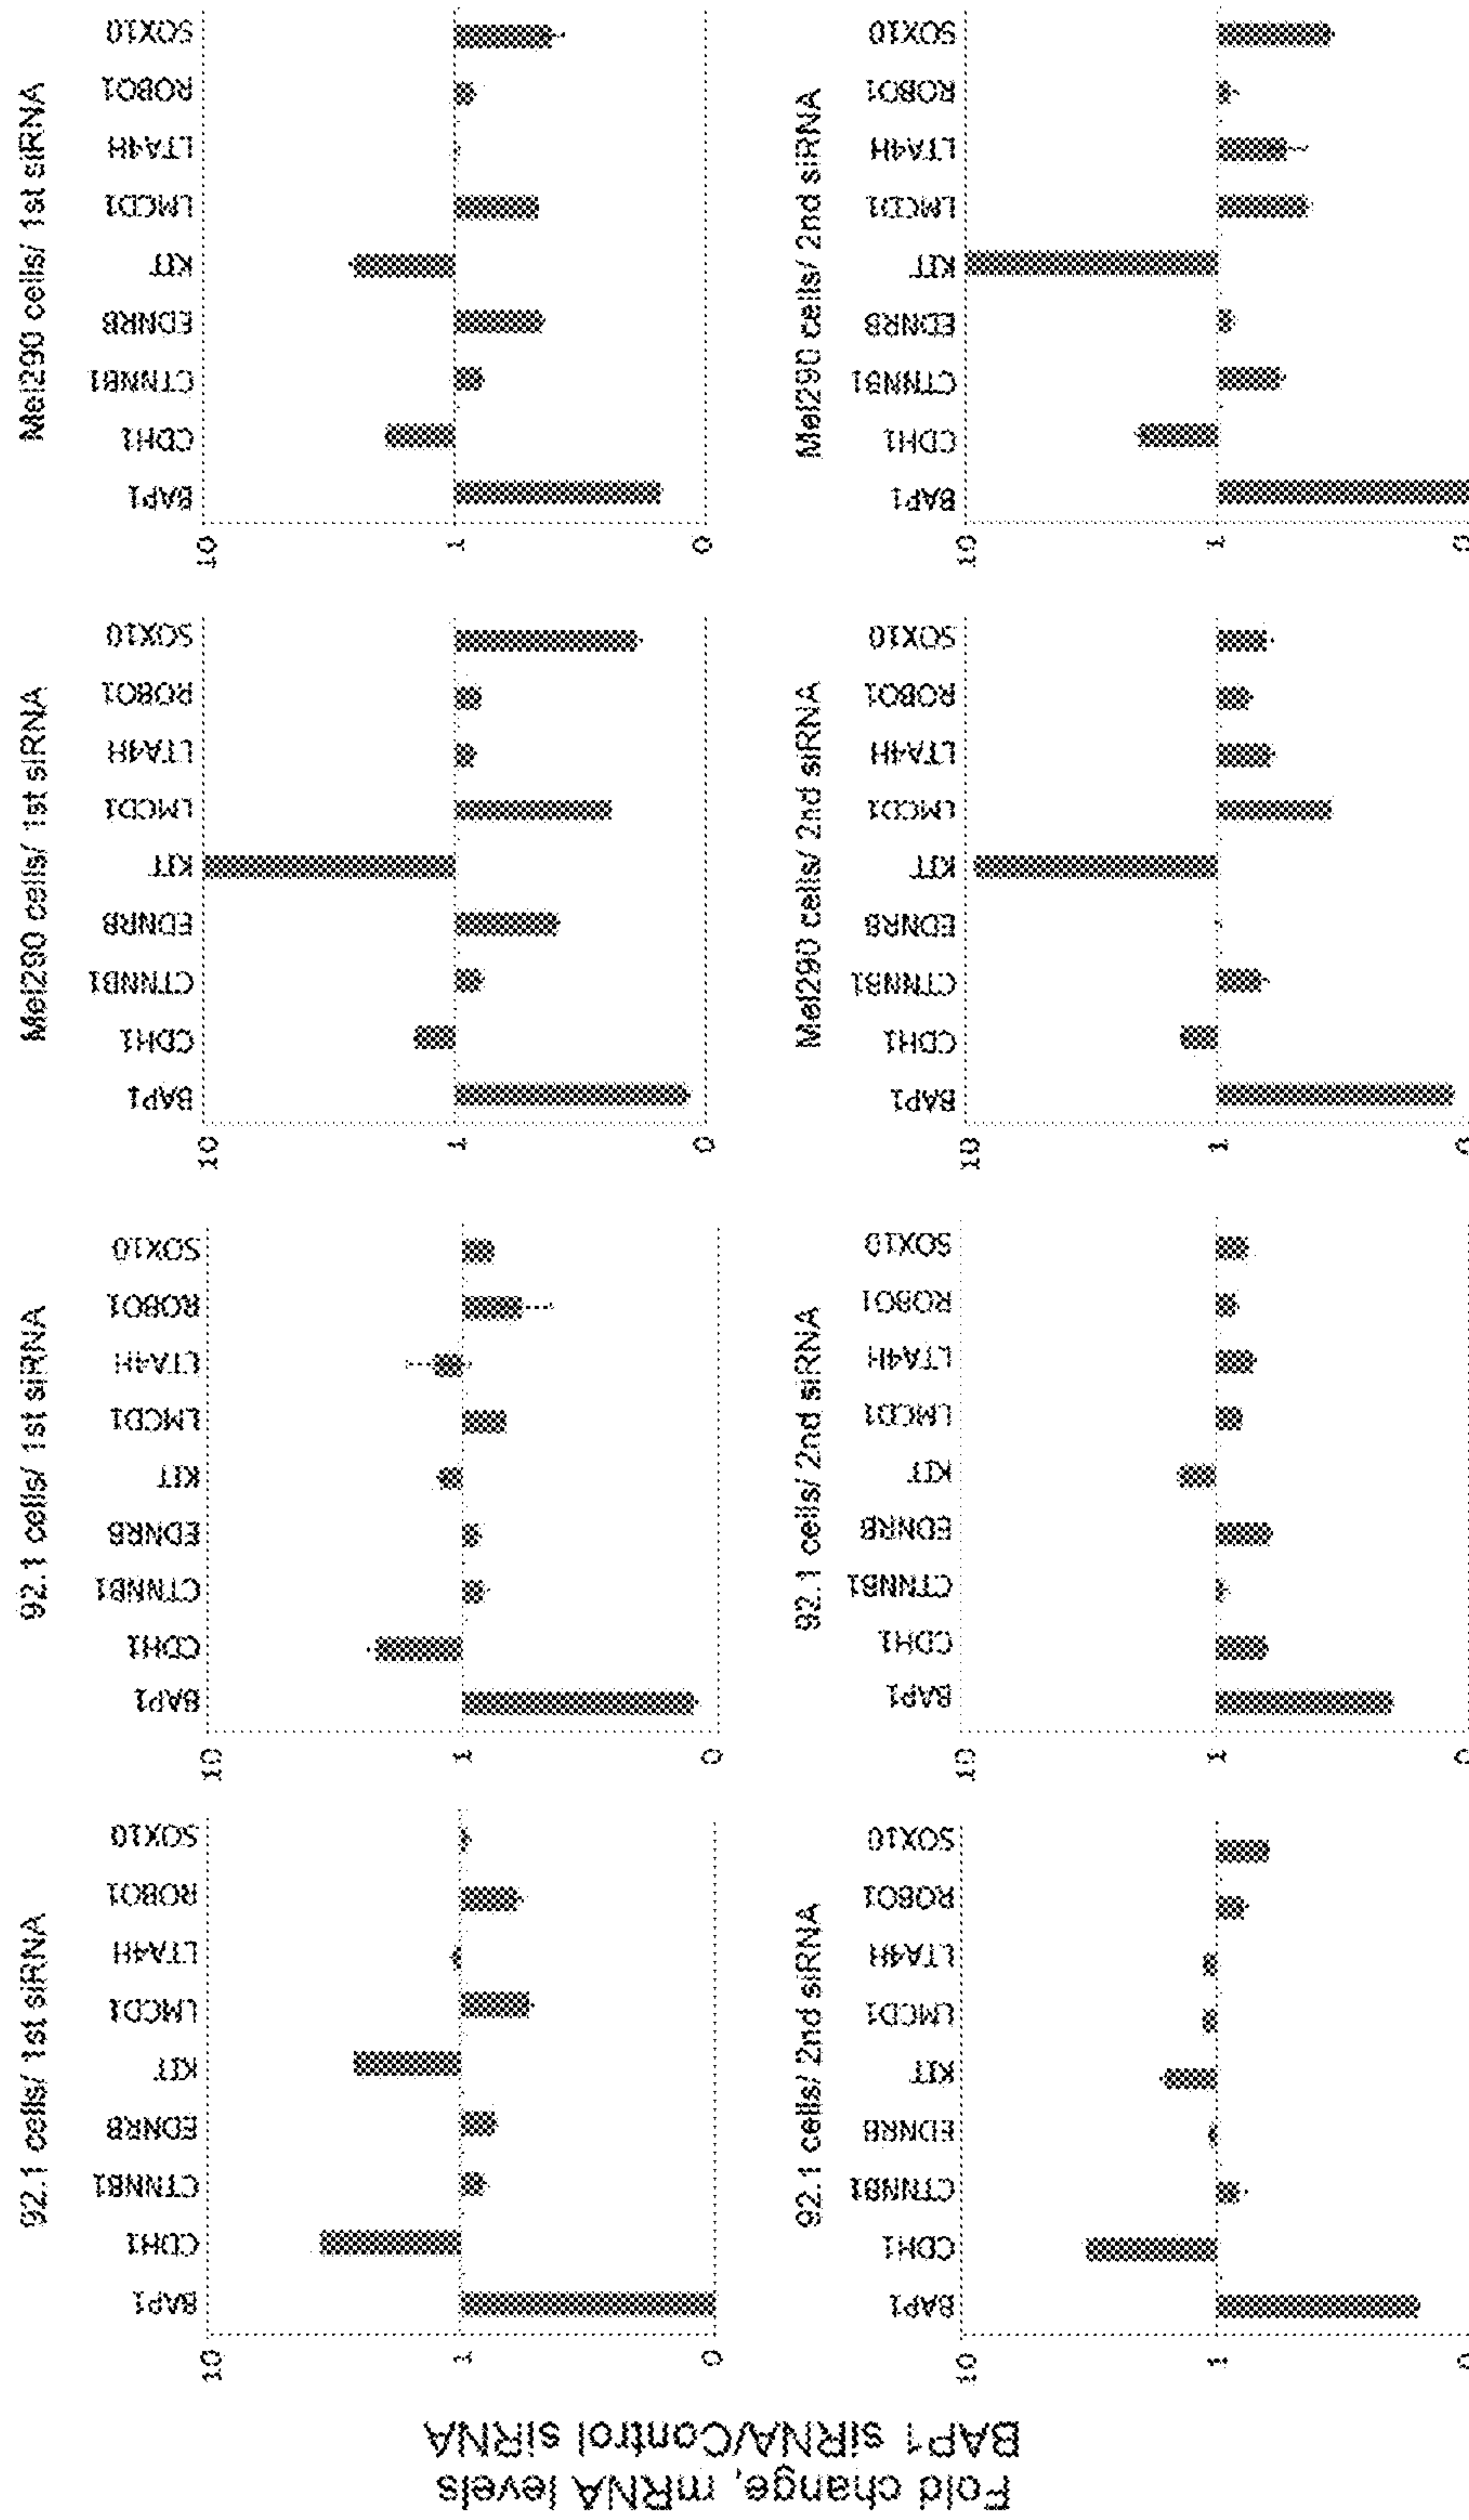 Fold change, mRNA levels
BAP1 siRNA/Control siRNA
92.1 cells/ 1st siRNA
BAP1 CDH1 CTNNB1 EDNRB KIT LMCD1 LTA4H ROBO1 SOX10
10
1
0
92.1 cells/ 1st siRNA
BAP1 CDH1 CTNNB1 EDNRB KIT LMCD1 LTA4H ROBO1 SOX10
10
1
0
Mel290 cells/ 1st siRNA
BAP1 CDH1 CTNNB1 EDNRB KIT LMCD1 LTA4H ROBO1 SOX10
10
1
0
Mel290 cells/ 1st siRNA
BAP1 CDH1 CTNNB1 EDNRB KIT LMCD1 LTA4H ROBO1 SOX10
10
1
0
92.1 cells/ 2nd siRNA
BAP1 CDH1 CTNNB1 EDNRB KIT LMCD1 LTA4H ROBO1 SOX10
10
1
0
92.1 cells/ 2nd siRNA
BAP1 CDH1 CTNNB1 EDNRB KIT LMCD1 LTA4H ROBO1 SOX10
10
1
0
Mel290 cells/ 2nd siRNA
BAP1 CDH1 CTNNB1 EDNRB KIT LMCD1 LTA4H ROBO1 SOX10
10
1
0
Mel290 cells/ 2nd siRNA
BAP1 CDH1 CTNNB1 EDNRB KIT LMCD1 LTA4H ROBO1 SOX10
10
1
0